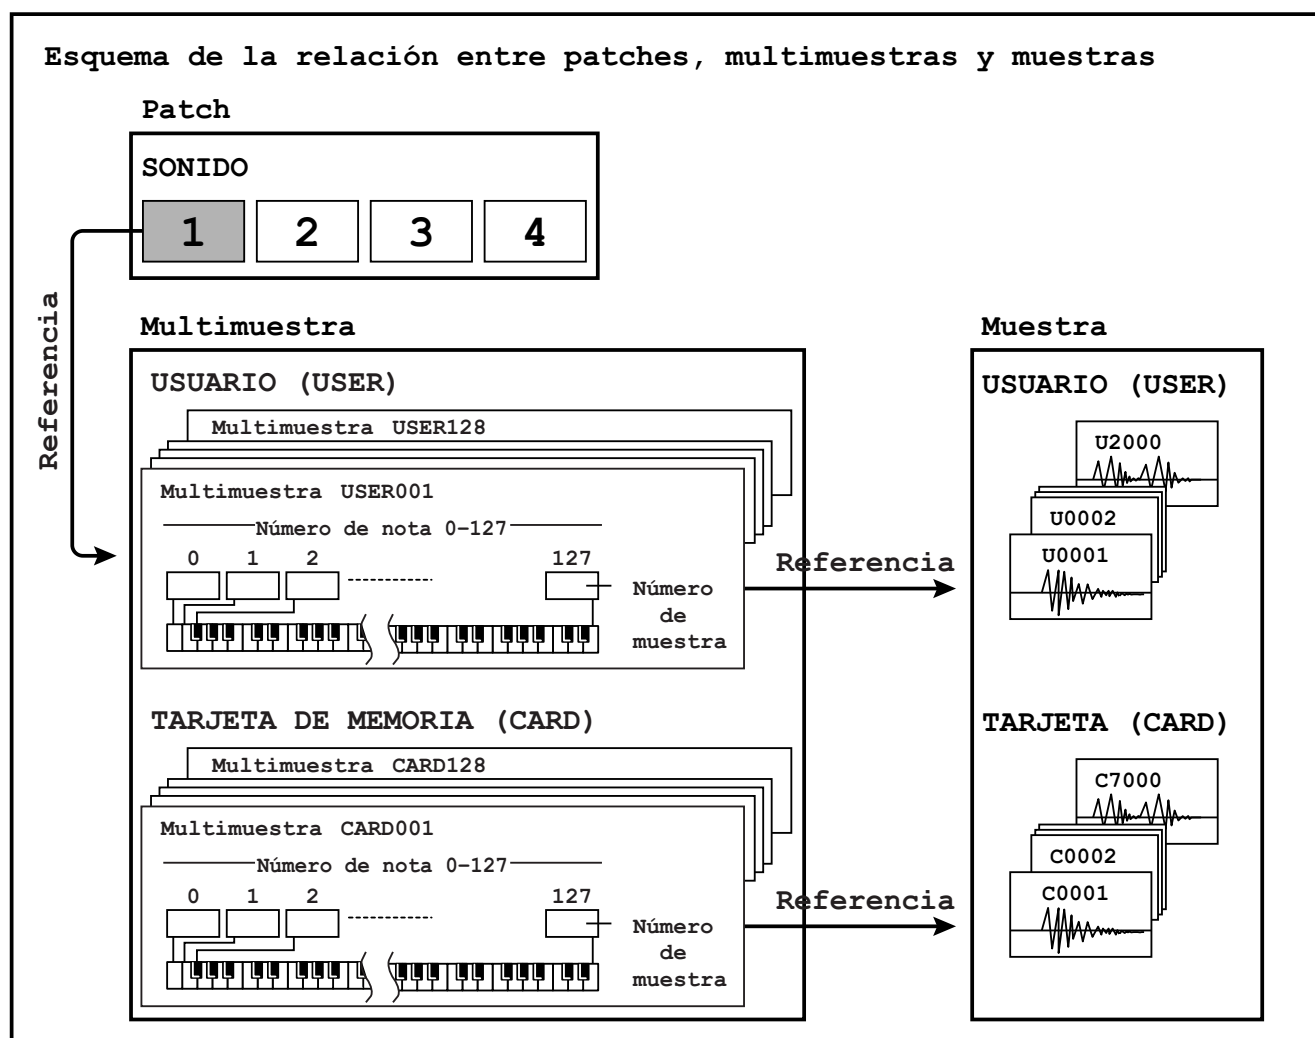 Esquema de la relación entre patches, multimuestras y muestras
Patch
SONIDO
1 2 3 4
Referencia
Multimuestra
USUARIO (USER)
Multimuestra USER128
Multimuestra USER001
Número de nota 0–127
0 1 2 127
Número
de
muestra
Referencia
TARJETA DE MEMORIA (CARD)
Multimuestra CARD128
Multimuestra CARD001
Número de nota 0–127
0 1 2 127
Número
de
muestra
Referencia
Muestra
USUARIO (USER)
U2000
U0002
U0001
TARJETA (CARD)
C7000
C0002
C0001